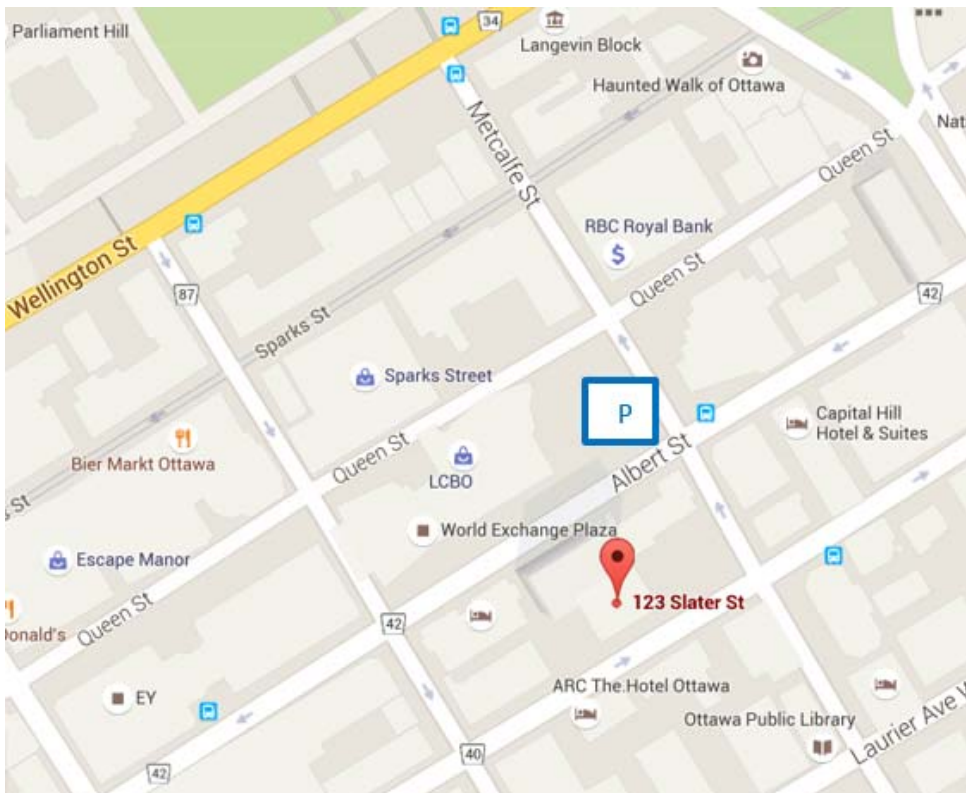 Parliament Hill
34
Langevin Block
Haunted Walk of Ottawa
Nat
Metcalfe St
Queen St
RBC Royal Bank
$
Queen St
Wellington St
87
42
Sparks St
Sparks Street
P
Capital Hill
Hotel & Suites
Bier Markt Ottawa
Queen St
LCBO
Albert St
s St
World Exchange Plaza
Escape Manor
123 Slater St
Donald's
Queen St
42
EY
ARC The.Hotel Ottawa
Ottawa Public Library
Laurier Ave W
40
42